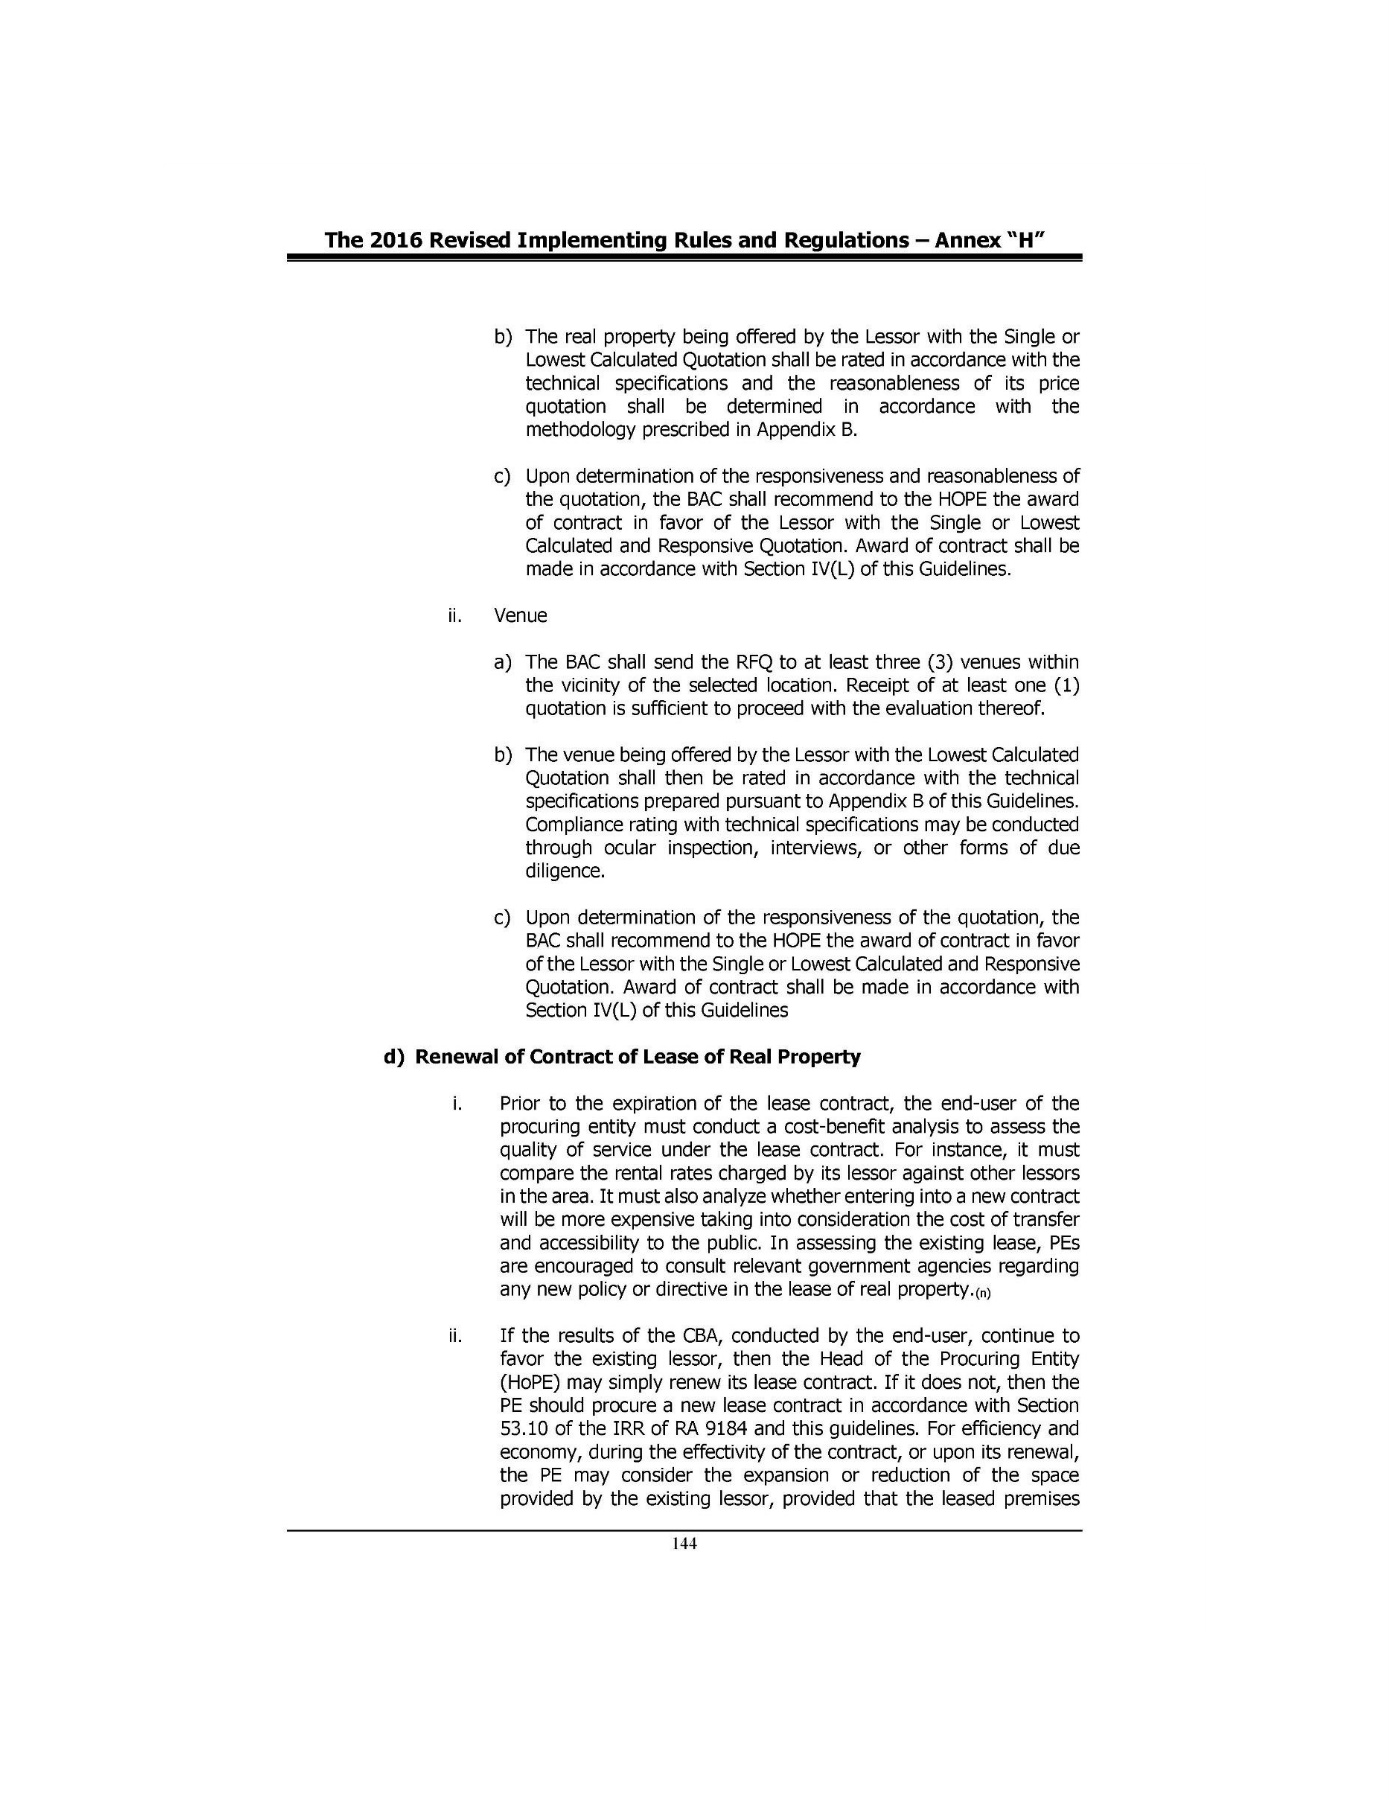 The 2016 Revised Implementing Rules and Regulations – Annex “H”
b) The real property being offered by the Lessor with the Single or
Lowest Calculated Quotation shall be rated in accordance with the
technical specifications and the reasonableness of its price
quotation shall be determined in accordance with the
methodology prescribed in Appendix B.
c) Upon determination of the responsiveness and reasonableness of
the quotation, the BAC shall recommend to the HOPE the award
of contract in favor of the Lessor with the Single or Lowest
Calculated and Responsive Quotation. Award of contract shall be
made in accordance with Section IV(L) of this Guidelines.
ii. Venue
a) The BAC shall send the RFQ to at least three (3) venues within
the vicinity of the selected location. Receipt of at least one (1)
quotation is sufficient to proceed with the evaluation thereof.
b) The venue being offered by the Lessor with the Lowest Calculated
Quotation shall then be rated in accordance with the technical
specifications prepared pursuant to Appendix B of this Guidelines.
Compliance rating with technical specifications may be conducted
through ocular inspection, interviews, or other forms of due
diligence.
c) Upon determination of the responsiveness of the quotation, the
BAC shall recommend to the HOPE the award of contract in favor
of the Lessor with the Single or Lowest Calculated and Responsive
Quotation. Award of contract shall be made in accordance with
Section IV(L) of this Guidelines
d) Renewal of Contract of Lease of Real Property
i. Prior to the expiration of the lease contract, the end-user of the
procuring entity must conduct a cost-benefit analysis to assess the
quality of service under the lease contract. For instance, it must
compare the rental rates charged by its lessor against other lessors
in the area. It must also analyze whether entering into a new contract
will be more expensive taking into consideration the cost of transfer
and accessibility to the public. In assessing the existing lease, PEs
are encouraged to consult relevant government agencies regarding
any new policy or directive in the lease of real property.(n)
ii. If the results of the CBA, conducted by the end-user, continue to
favor the existing lessor, then the Head of the Procuring Entity
(HoPE) may simply renew its lease contract. If it does not, then the
PE should procure a new lease contract in accordance with Section
53.10 of the IRR of RA 9184 and this guidelines. For efficiency and
economy, during the effectivity of the contract, or upon its renewal,
the PE may consider the expansion or reduction of the space
provided by the existing lessor, provided that the leased premises
144